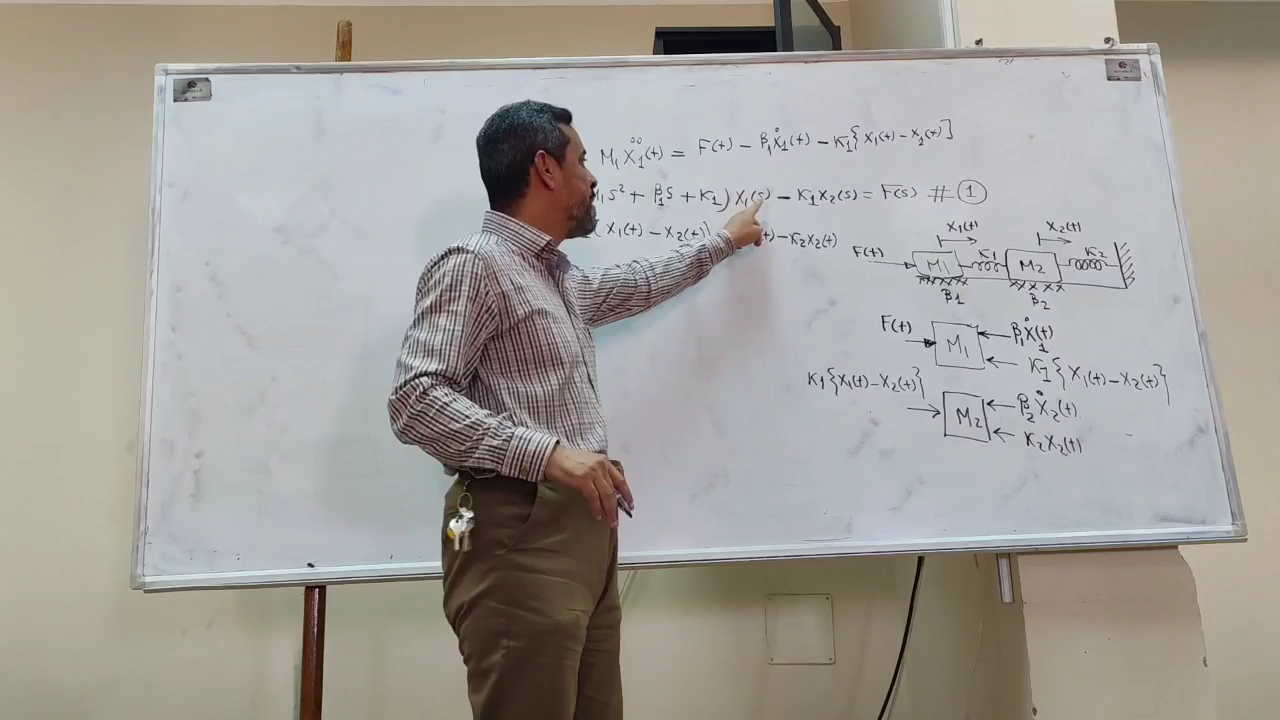 M₁ẍ₁(t) = F(t) − β₁ẋ₁(t) − K₁{x₁(t) − x₂(t)]
s² + β₁s + K₁) X₁(s) − K₁X₂(s) = F(s) # ①
(x₁(t) − x₂(t)) t) − K₂x₂(t)
x₁(t) x₂(t)
F(t) M₁ K₁ M₂ K₂
β₁ β₂
F(t) M₁ β₁ẋ₁(t)
K₁{x₁(t) − x₂(t)}
K₁{x₁(t) − x₂(t)}
M₂ β₂ẋ₂(t)
K₂x₂(t)